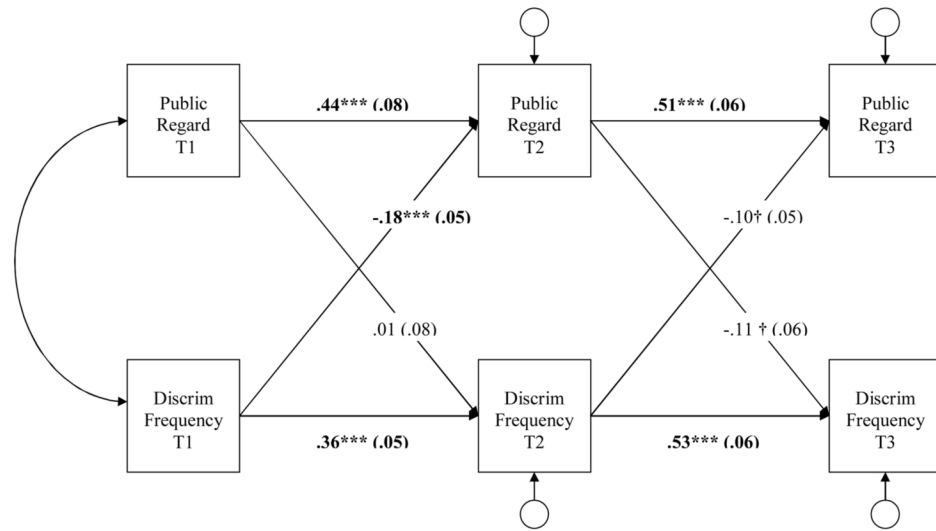 Public
Regard
T1
.44*** (.08)
Public
Regard
T2
.51*** (.06)
Public
Regard
T3
-.18*** (.05)
-.10† (.05)
.01 (.08)
-.11 † (.06)
Discrim
Frequency
T1
.36*** (.05)
Discrim
Frequency
T2
.53*** (.06)
Discrim
Frequency
T3